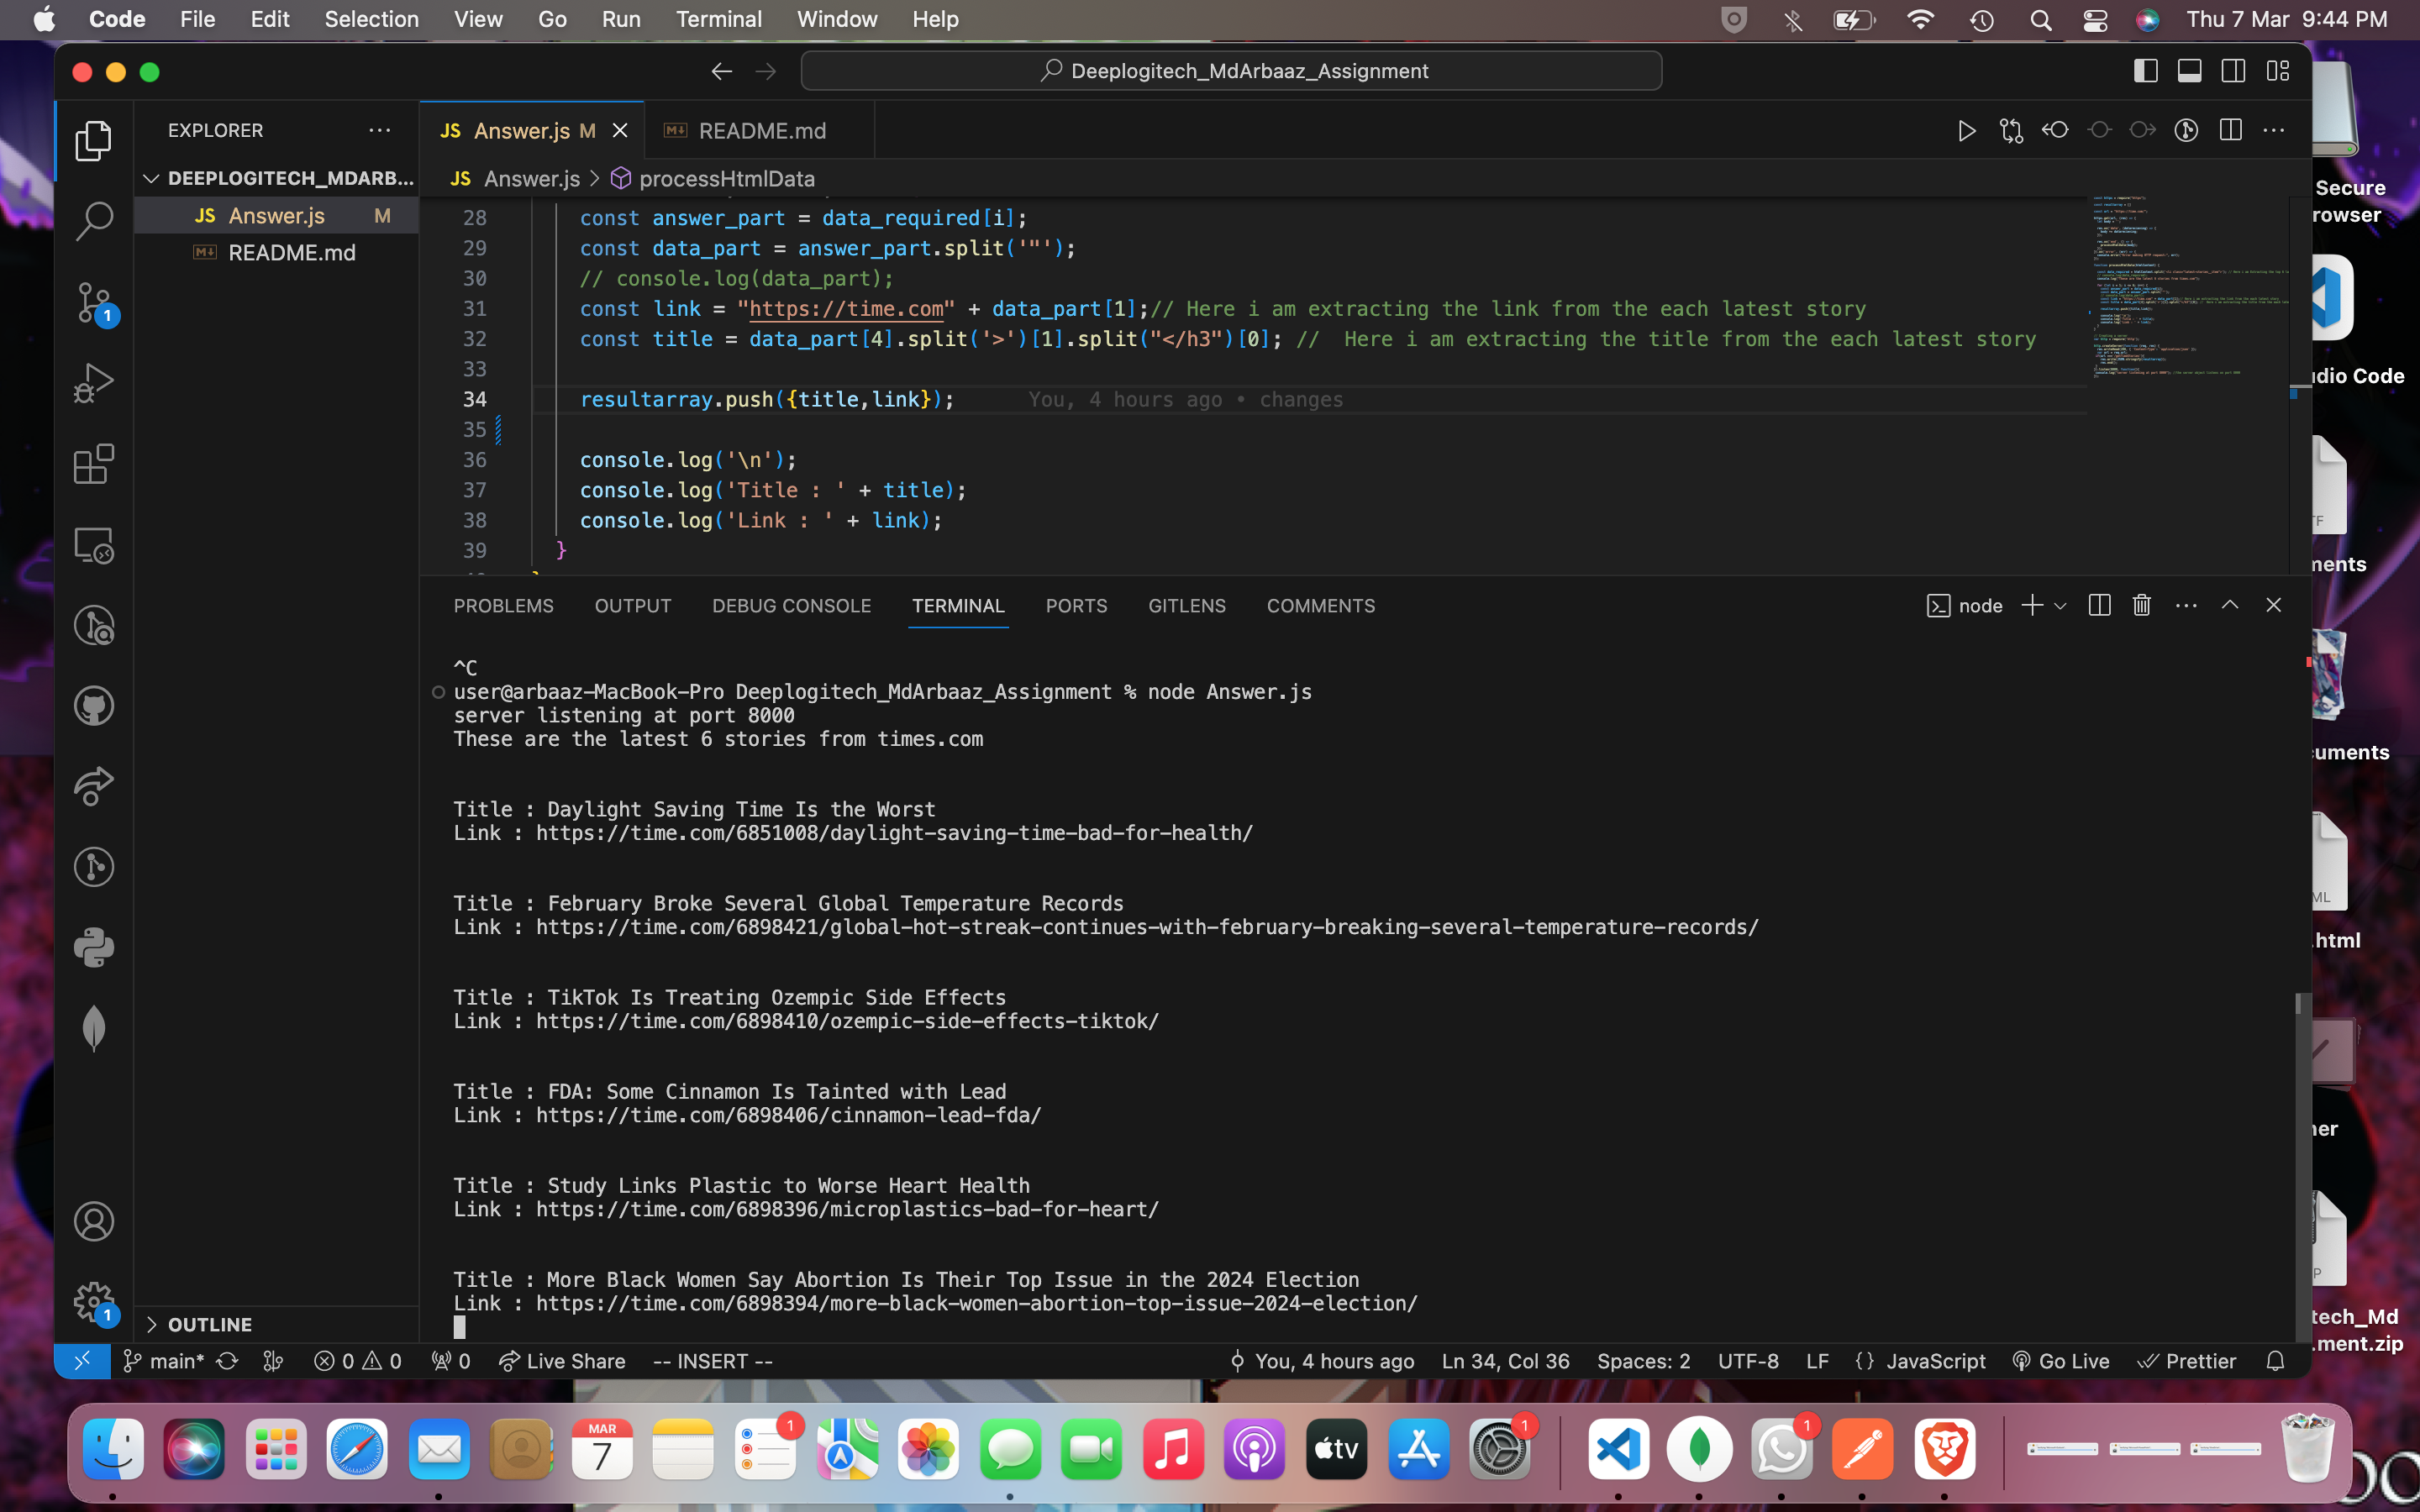 Code File Edit Selection View Go Run Terminal Window Help Thu 7 Mar 9:44 PM
Deeplogitech_MdArbaaz_Assignment
EXPLORER
JS Answer.js M
README.md
DEEPLOGITECH_MDARB...
JS Answer.js > processHtmlData
JS Answer.js M
README.md
28 const answer_part = data_required[i];
29 const data_part = answer_part.split('"');
30 // console.log(data_part);
31 const link = "https://time.com" + data_part[1];// Here i am extracting the link from the each latest story
32 const title = data_part[4].split('>')[1].split("</h3")[0]; //  Here i am extracting the title from the each latest story
33
34 resultarray.push({title,link}); You, 4 hours ago • changes
35
36 console.log('\n');
37 console.log('Title : ' + title);
38 console.log('Link : ' + link);
39 }
PROBLEMS OUTPUT DEBUG CONSOLE TERMINAL PORTS GITLENS COMMENTS node
^C
user@arbaaz-MacBook-Pro Deeplogitech_MdArbaaz_Assignment % node Answer.js
server listening at port 8000
These are the latest 6 stories from times.com
Title : Daylight Saving Time Is the Worst
Link : https://time.com/6851008/daylight-saving-time-bad-for-health/
Title : February Broke Several Global Temperature Records
Link : https://time.com/6898421/global-hot-streak-continues-with-february-breaking-several-temperature-records/
Title : TikTok Is Treating Ozempic Side Effects
Link : https://time.com/6898410/ozempic-side-effects-tiktok/
Title : FDA: Some Cinnamon Is Tainted with Lead
Link : https://time.com/6898406/cinnamon-lead-fda/
Title : Study Links Plastic to Worse Heart Health
Link : https://time.com/6898396/microplastics-bad-for-heart/
Title : More Black Women Say Abortion Is Their Top Issue in the 2024 Election
Link : https://time.com/6898394/more-black-women-abortion-top-issue-2024-election/
OUTLINE
1
1
main* 0 0 0 Live Share -- INSERT -- You, 4 hours ago Ln 34, Col 36 Spaces: 2 UTF-8 LF {} JavaScript Go Live Prettier
Secure
rowser
dio Code
TF
ments
cuments
ML
.html
ner
P
tech_Md
.ment.zip
MAR
7
1
tv
1
1